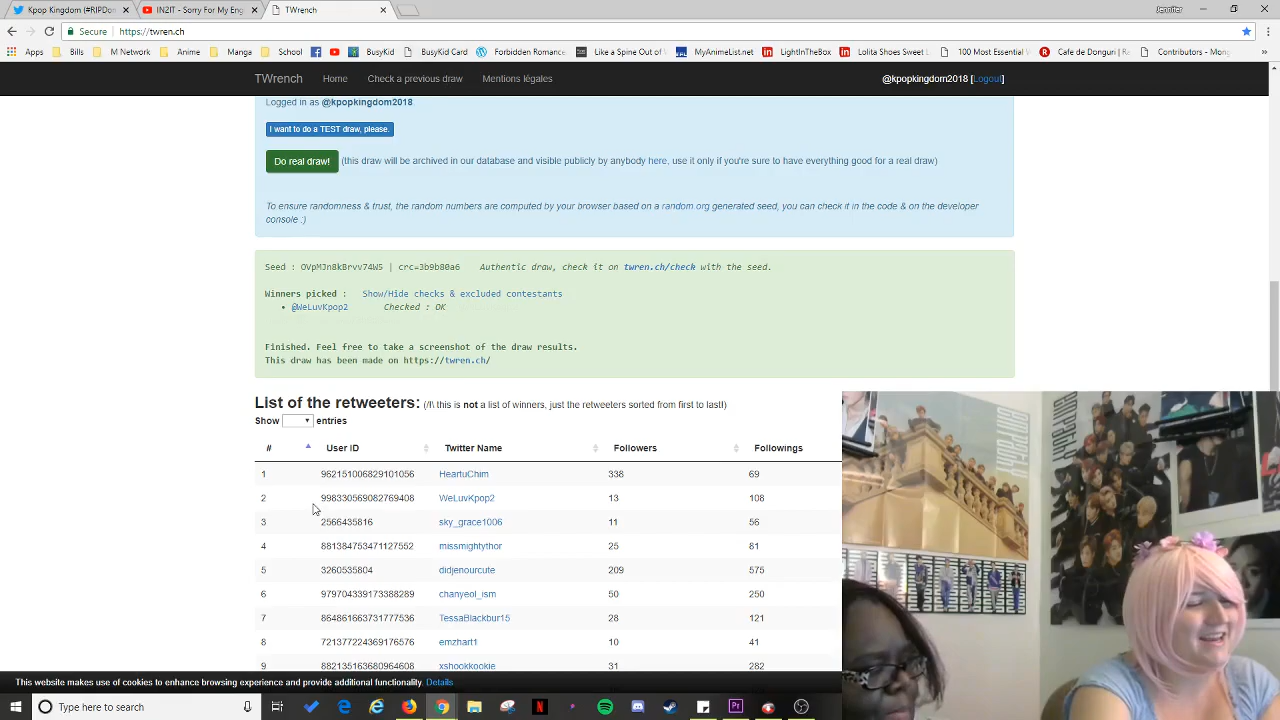 Kpop Kingdom (#RIPDo
IN2IT - Sorry For My Eng
TWrench
Jennifer
Secure
https://twren.ch
Apps
Bills
M Network
Anime
Manga
School
BusyKid
BusyKid Card
Forbidden Romance
Like a Spine Out of
MyAnimeList.net
LightInTheBox
Lolita Shoes Sweet L
100 Most Essential
Cafe de Donguri
Contributors - Mong
TWrench
Home
Check a previous draw
Mentions légales
@kpopkingdom2018 [Logout]
Logged in as @kpopkingdom2018
I want to do a TEST draw, please.
Do real draw! (this draw will be archived in our database and visible publicly by anybody here, use it only if you're sure to have everything good for a real draw)
To ensure randomness & trust, the random numbers are computed by your browser based on a random.org generated seed, you can check it in the code & on the developer
console :)
Seed : OVpMJn8kBrvv74W5 | crc=3b9b80a6 Authentic draw, check it on twren.ch/check with the seed.
Winners picked : Show/Hide checks & excluded contestants
• @WeLuvKpop2 Checked : OK
Finished. Feel free to take a screenshot of the draw results.
This draw has been made on https://twren.ch/
List of the retweeters: (/!\ this is not a list of winners, just the retweeters sorted from first to last!)
Show entries
# User ID Twitter Name Followers Followings
1 962151006829101056 HeartuChim 338 69
2 998330569082769408 WeLuvKpop2 13 108
3 2566435816 sky_grace1006 11 56
4 881384753471127552 missmightythor 25 81
5 3260535804 didjenourcute 209 575
6 979704339173388289 chanyeol_ism 50 250
7 864861663731777536 TessaBlackbur15 28 121
8 721377224369176576 emzhart1 10 41
9 882135163680964608 xshookkookie 31 282
This website makes use of cookies to enhance browsing experience and provide additional functionality. Details
Type here to search